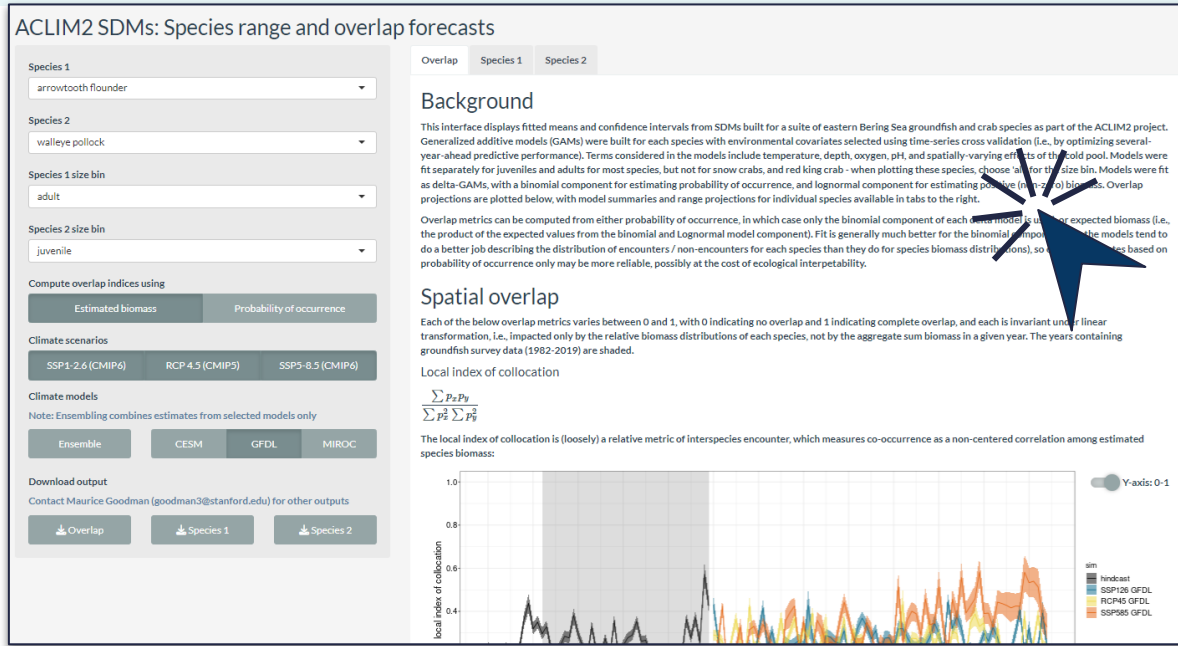 ACLIM2 SDMs: Species range and overlap forecasts
Species 1
arrowtooth flounder
Species 2
walleye pollock
Species 1 size bin
adult
Species 2 size bin
juvenile
Compute overlap indices using
Estimated biomass Probability of occurrence
Climate scenarios
SSP1-2.6 (CMIP6) RCP 4.5 (CMIP5) SSP5-8.5 (CMIP6)
Climate models
Note: Ensembling combines estimates from selected models only
Ensemble CESM GFDL MIROC
Download output
Contact Maurice Goodman (goodman3@stanford.edu) for other outputs
Overlap Species 1 Species 2
Overlap Species 1 Species 2
Background
This interface displays fitted means and confidence intervals from SDMs built for a suite of eastern Bering Sea groundfish and crab species as part of the ACLIM2 project.
Generalized additive models (GAMs) were built for each species with environmental covariates selected using time-series cross validation (i.e., by optimizing several-
year-ahead predictive performance). Terms considered in the models include temperature, depth, oxygen, pH, and spatially-varying effects of the cold pool. Models were
fit separately for juveniles and adults for most species, but not for snow crabs, and red king crab - when plotting these species, choose 'all' for the size bin. Models were fit
as delta-GAMs, with a binomial component for estimating probability of occurrence, and lognormal component for estimating positive (non-zero) biomass. Overlap
projections are plotted below, with model summaries and range projections for individual species available in tabs to the right.
Overlap metrics can be computed from either probability of occurrence, in which case only the binomial component of each delta model is used, or expected biomass (i.e.,
the product of the expected values from the binomial and Lognormal model component). Fit is generally much better for the binomial component the models tend to
do a better job describing the distribution of encounters / non-encounters for each species than they do for species biomass distributions), so based on
probability of occurrence only may be more reliable, possibly at the cost of ecological interpetability.
Spatial overlap
Each of the below overlap metrics varies between 0 and 1, with 0 indicating no overlap and 1 indicating complete overlap, and each is invariant under linear
transformation, i.e., impacted only by the relative biomass distributions of each species, not by the aggregate sum biomass in a given year. The years containing
groundfish survey data (1982-2019) are shaded.
Local index of collocation
∑ pₓpᵧ
∑ pₓ² ∑ pᵧ²
The local index of collocation is (loosely) a relative metric of interspecies encounter, which measures co-occurrence as a non-centered correlation among estimated
species biomass:
1.0
0.8
0.6
0.4
local index of collocation
Y-axis: 0-1
sim
hindcast
SSP126 GFDL
RCP45 GFDL
SSP585 GFDL